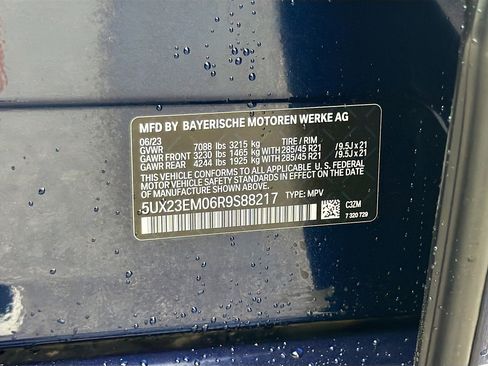 MFD BY BAYERISCHE MOTOREN WERKE AG
06/23
GVWR 7088 lbs 3215 kg TIRE / RIM
GAWR FRONT 3230 lbs 1465 kg WITH 285/45 R21 /9.5J x 21
GAWR REAR 4244 lbs 1925 kg WITH 285/45 R21 /9.5J x 21
THIS VEHICLE CONFORMS TO ALL APPLICABLE U.S. FEDERAL
MOTOR VEHICLE SAFETY STANDARDS IN EFFECT ON THE DATE
OF MANUFACTURE SHOWN ABOVE.
5UX23EM06R9S88217 TYPE: MPV
C3ZM
7 320 729